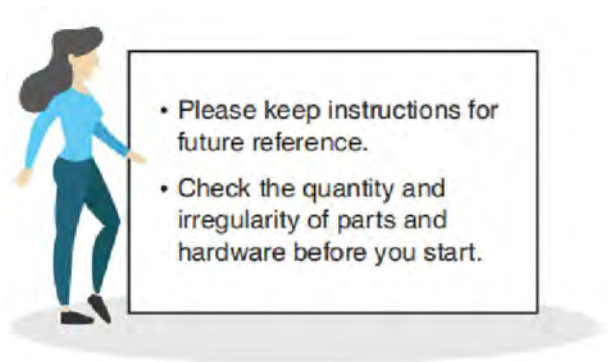 • Please keep instructions for
future reference.
• Check the quantity and
irregularity of parts and
hardware before you start.